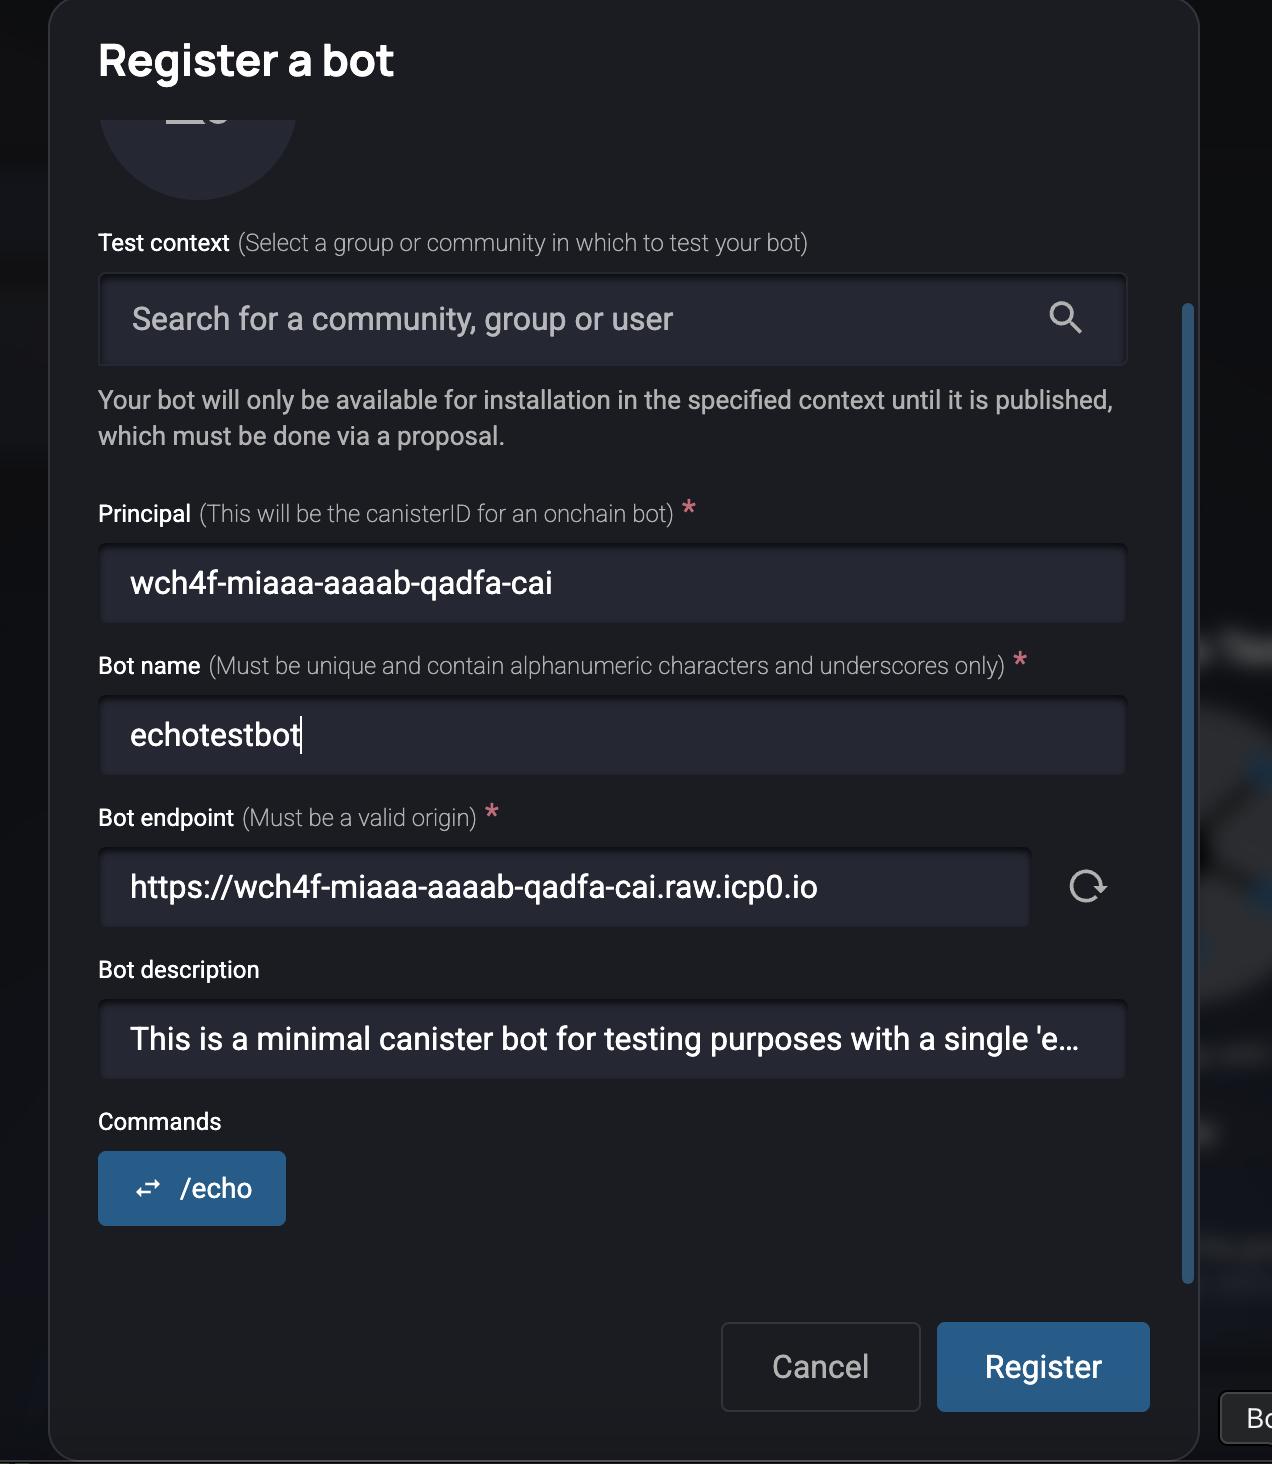 Register a bot
Test context (Select a group or community in which to test your bot)
Search for a community, group or user
Your bot will only be available for installation in the specified context until it is published,
which must be done via a proposal.
Principal (This will be the canisterID for an onchain bot) *
wch4f-miaaa-aaaab-qadfa-cai
Bot name (Must be unique and contain alphanumeric characters and underscores only) *
echotestbot
Bot endpoint (Must be a valid origin) *
https://wch4f-miaaa-aaaab-qadfa-cai.raw.icp0.io
Bot description
This is a minimal canister bot for testing purposes with a single 'e...
Commands
/echo
Cancel
Register